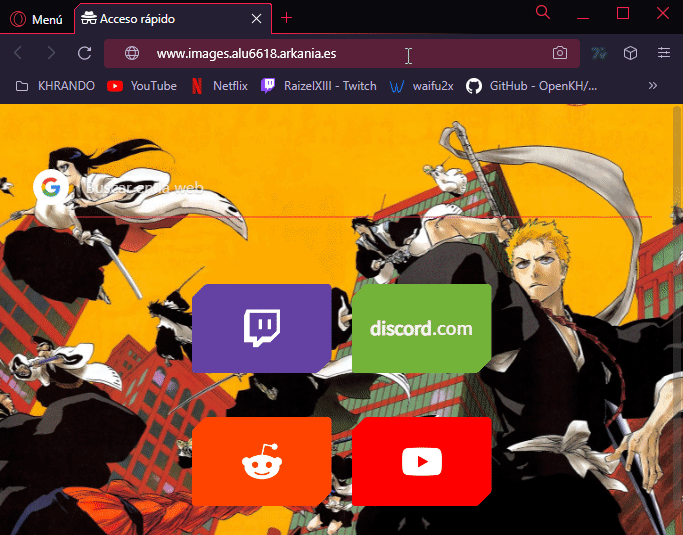 Menú
Acceso rápido
www.images.alu6618.arkania.es
KHRANDO
YouTube
Netflix
RaizelXIII - Twitch
waifu2x
GitHub - OpenKH/...
Buscar en la web
discord.com